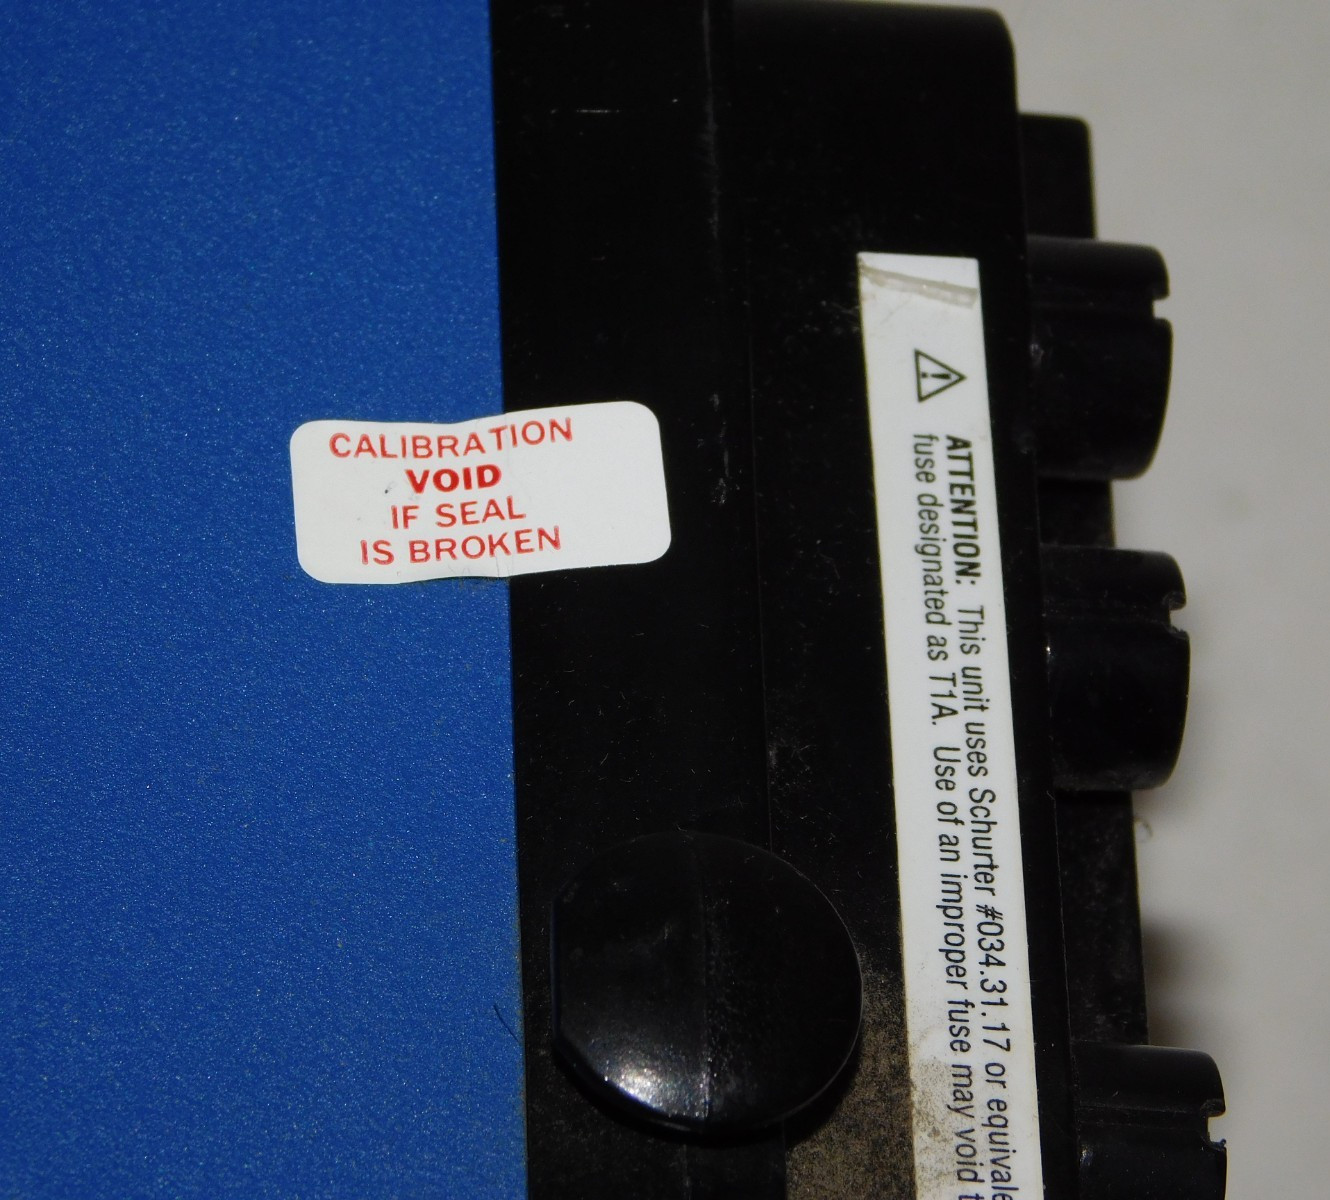 CALIBRATION
VOID
IF SEAL
IS BROKEN
ATTENTION: This unit uses Schurter #034.31.17 or
fuse designated as T1A. Use of an improper fuse may void